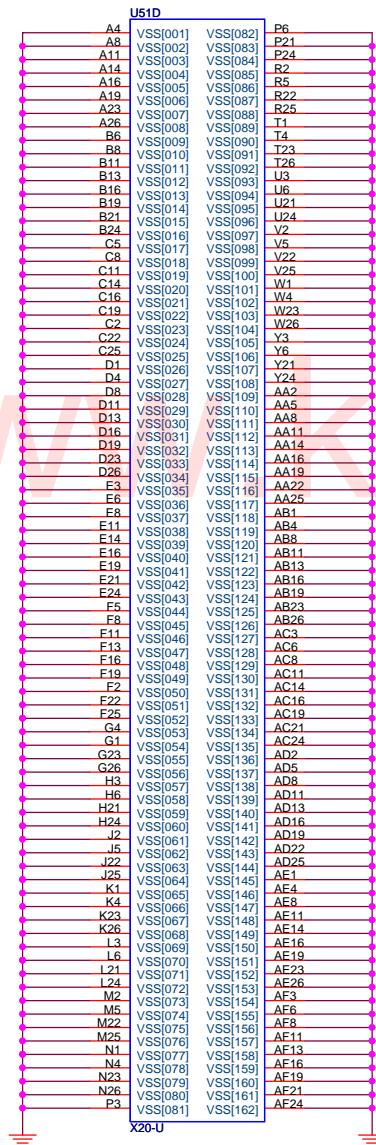 U51D
A4 VSS[001] VSS[082] P6
A8 VSS[002] VSS[083] P21
A11 VSS[003] VSS[084] P24
A14 VSS[004] VSS[085] R2
A16 VSS[005] VSS[086] R5
A19 VSS[006] VSS[087] R22
A23 VSS[007] VSS[088] R25
A26 VSS[008] VSS[089] T1
B6 VSS[009] VSS[090] T4
B8 VSS[010] VSS[091] T23
B11 VSS[011] VSS[092] T26
B13 VSS[012] VSS[093] U3
B16 VSS[013] VSS[094] U6
B19 VSS[014] VSS[095] U21
B21 VSS[015] VSS[096] U24
B24 VSS[016] VSS[097] V2
C5 VSS[017] VSS[098] V5
C8 VSS[018] VSS[099] V22
C11 VSS[019] VSS[100] V25
C14 VSS[020] VSS[101] W1
C16 VSS[021] VSS[102] W4
C19 VSS[022] VSS[103] W23
C2 VSS[023] VSS[104] W26
C22 VSS[024] VSS[105] Y3
C25 VSS[025] VSS[106] Y6
D1 VSS[026] VSS[107] Y21
D4 VSS[027] VSS[108] Y24
D8 VSS[028] VSS[109] AA2
D11 VSS[029] VSS[110] AA5
D13 VSS[030] VSS[111] AA8
D16 VSS[031] VSS[112] AA11
D19 VSS[032] VSS[113] AA14
D23 VSS[033] VSS[114] AA16
D26 VSS[034] VSS[115] AA19
E3 VSS[035] VSS[116] AA22
E6 VSS[036] VSS[117] AA25
E8 VSS[037] VSS[118] AB1
E11 VSS[038] VSS[119] AB4
E14 VSS[039] VSS[120] AB8
E16 VSS[040] VSS[121] AB11
E19 VSS[041] VSS[122] AB13
E21 VSS[042] VSS[123] AB16
E24 VSS[043] VSS[124] AB19
F5 VSS[044] VSS[125] AB23
F8 VSS[045] VSS[126] AB26
F11 VSS[046] VSS[127] AC3
F13 VSS[047] VSS[128] AC6
F16 VSS[048] VSS[129] AC8
F19 VSS[049] VSS[130] AC11
F2 VSS[050] VSS[131] AC14
F22 VSS[051] VSS[132] AC16
F25 VSS[052] VSS[133] AC19
G4 VSS[053] VSS[134] AC21
G1 VSS[054] VSS[135] AC24
G23 VSS[055] VSS[136] AD2
G26 VSS[056] VSS[137] AD5
H3 VSS[057] VSS[138] AD8
H6 VSS[058] VSS[139] AD11
H21 VSS[059] VSS[140] AD13
H24 VSS[060] VSS[141] AD16
J2 VSS[061] VSS[142] AD19
J5 VSS[062] VSS[143] AD22
J22 VSS[063] VSS[144] AD25
J25 VSS[064] VSS[145] AE1
K1 VSS[065] VSS[146] AE4
K4 VSS[066] VSS[147] AE8
K23 VSS[067] VSS[148] AE11
K26 VSS[068] VSS[149] AE14
L3 VSS[069] VSS[150] AE16
L6 VSS[070] VSS[151] AE19
L21 VSS[071] VSS[152] AE23
L24 VSS[072] VSS[153] AE26
M2 VSS[073] VSS[154] AF3
M5 VSS[074] VSS[155] AF6
M22 VSS[075] VSS[156] AF8
M25 VSS[076] VSS[157] AF11
N1 VSS[077] VSS[158] AF13
N4 VSS[078] VSS[159] AF16
N23 VSS[079] VSS[160] AF19
N26 VSS[080] VSS[161] AF21
P3 VSS[081] VSS[162] AF24
X20-U